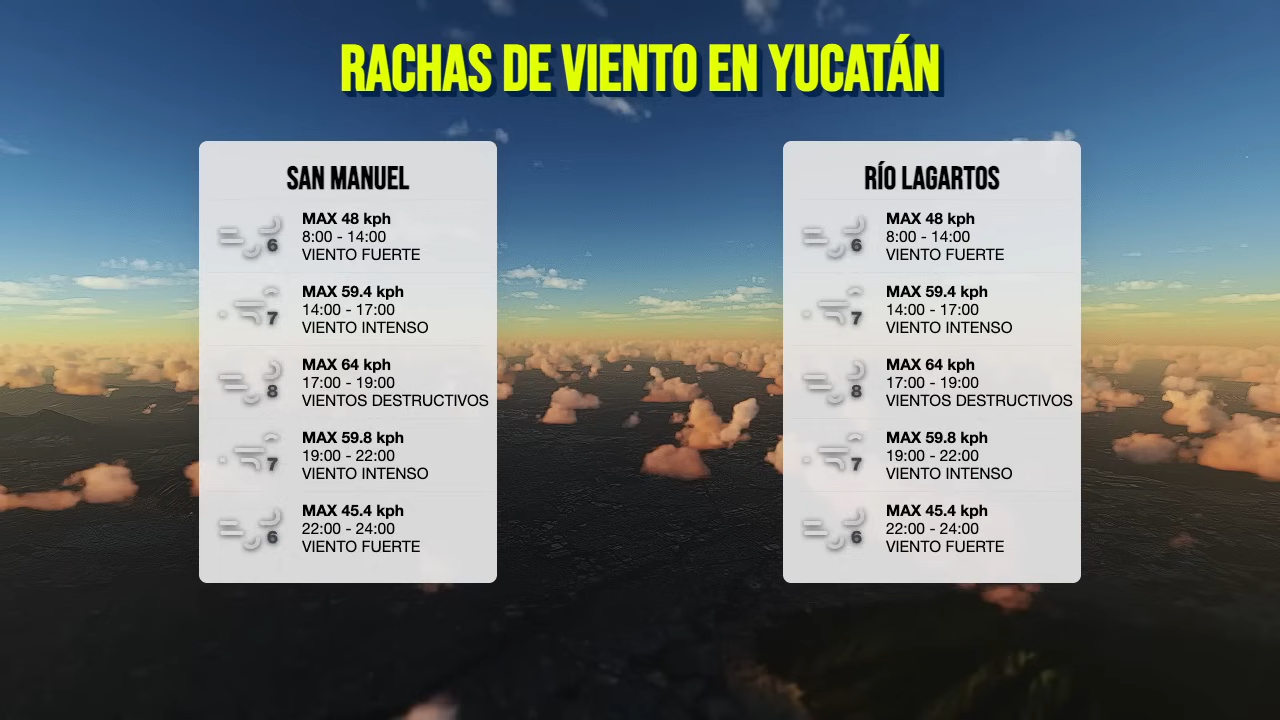 RACHAS DE VIENTO EN YUCATÁN
SAN MANUEL
6
MAX 48 kph
8:00 - 14:00
VIENTO FUERTE
7
MAX 59.4 kph
14:00 - 17:00
VIENTO INTENSO
8
MAX 64 kph
17:00 - 19:00
VIENTOS DESTRUCTIVOS
7
MAX 59.8 kph
19:00 - 22:00
VIENTO INTENSO
6
MAX 45.4 kph
22:00 - 24:00
VIENTO FUERTE
RÍO LAGARTOS
6
MAX 48 kph
8:00 - 14:00
VIENTO FUERTE
7
MAX 59.4 kph
14:00 - 17:00
VIENTO INTENSO
8
MAX 64 kph
17:00 - 19:00
VIENTOS DESTRUCTIVOS
7
MAX 59.8 kph
19:00 - 22:00
VIENTO INTENSO
6
MAX 45.4 kph
22:00 - 24:00
VIENTO FUERTE